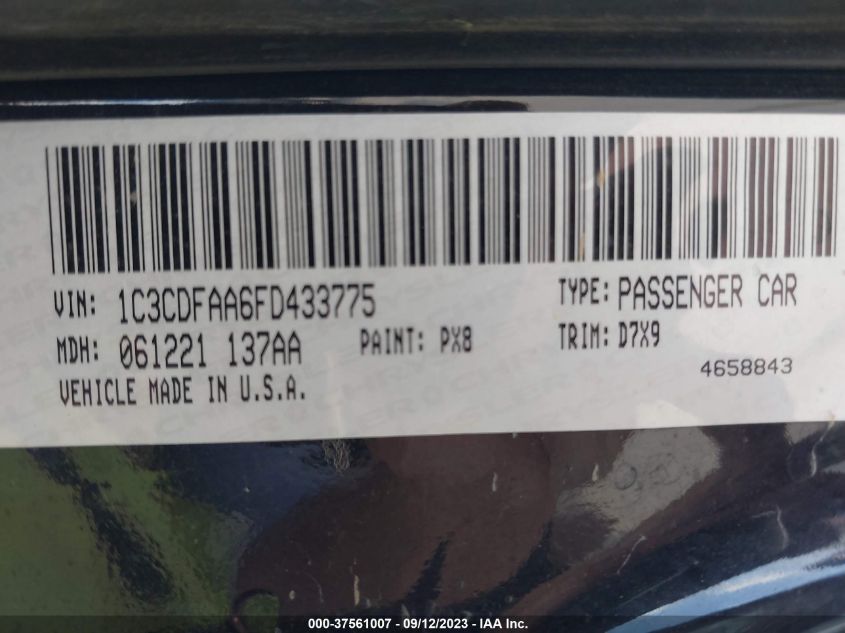 VIN: 1C3CDFAA6FD433775 TYPE: PASSENGER CAR
MDH: 061221 137AA PAINT: PX8 TRIM: D7X9
4658843
VEHICLE MADE IN U.S.A.
000-37561007 - 09/12/2023 - IAA Inc.